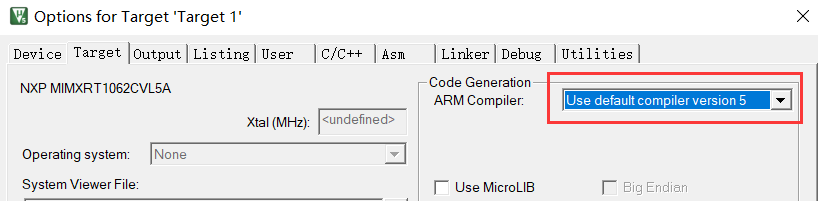 Options for Target 'Target 1'
Device Target Output Listing User C/C++ Asm Linker Debug Utilities
NXP MIMXRT1062CVL5A
Code Generation
ARM Compiler: Use default compiler version 5
Xtal (MHz): <undefined>
Operating system: None
System Viewer File:
Use MicroLIB Big Endian